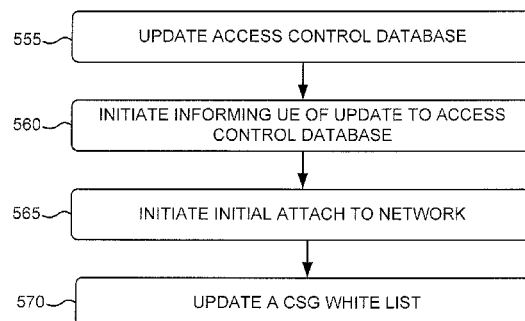 555
UPDATE ACCESS CONTROL DATABASE
560
INITIATE INFORMING UE OF UPDATE TO ACCESS
CONTROL DATABASE
565
INITIATE INITIAL ATTACH TO NETWORK
570
UPDATE A CSG WHITE LIST